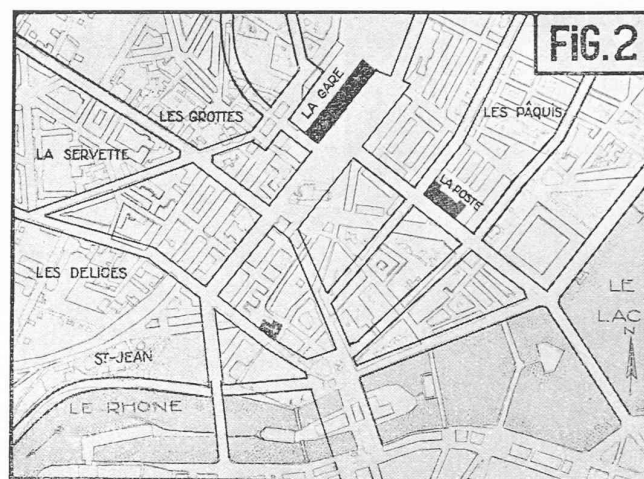 FiG.2
LA GARE
LES GROTTES
LES PÂQUIS
LA SERVETTE
LA POSTE
LES DELICES
LE
LAC
N
ST-JEAN
LE RHONE